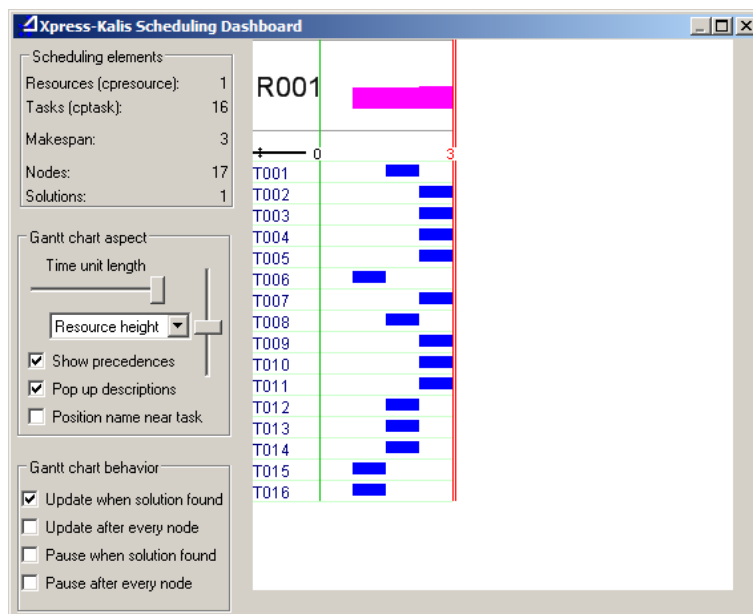 Xpress-Kalis Scheduling Dashboard
Scheduling elements
Resources (cpresource): 1
Tasks (cptask): 16
Makespan: 3
Nodes: 17
Solutions: 1
Gantt chart aspect
Time unit length
Resource height
Show precedences
Pop up descriptions
Position name near task
Gantt chart behavior
Update when solution found
Update after every node
Pause when solution found
Pause after every node
R001
0 3
T001
T002
T003
T004
T005
T006
T007
T008
T009
T010
T011
T012
T013
T014
T015
T016